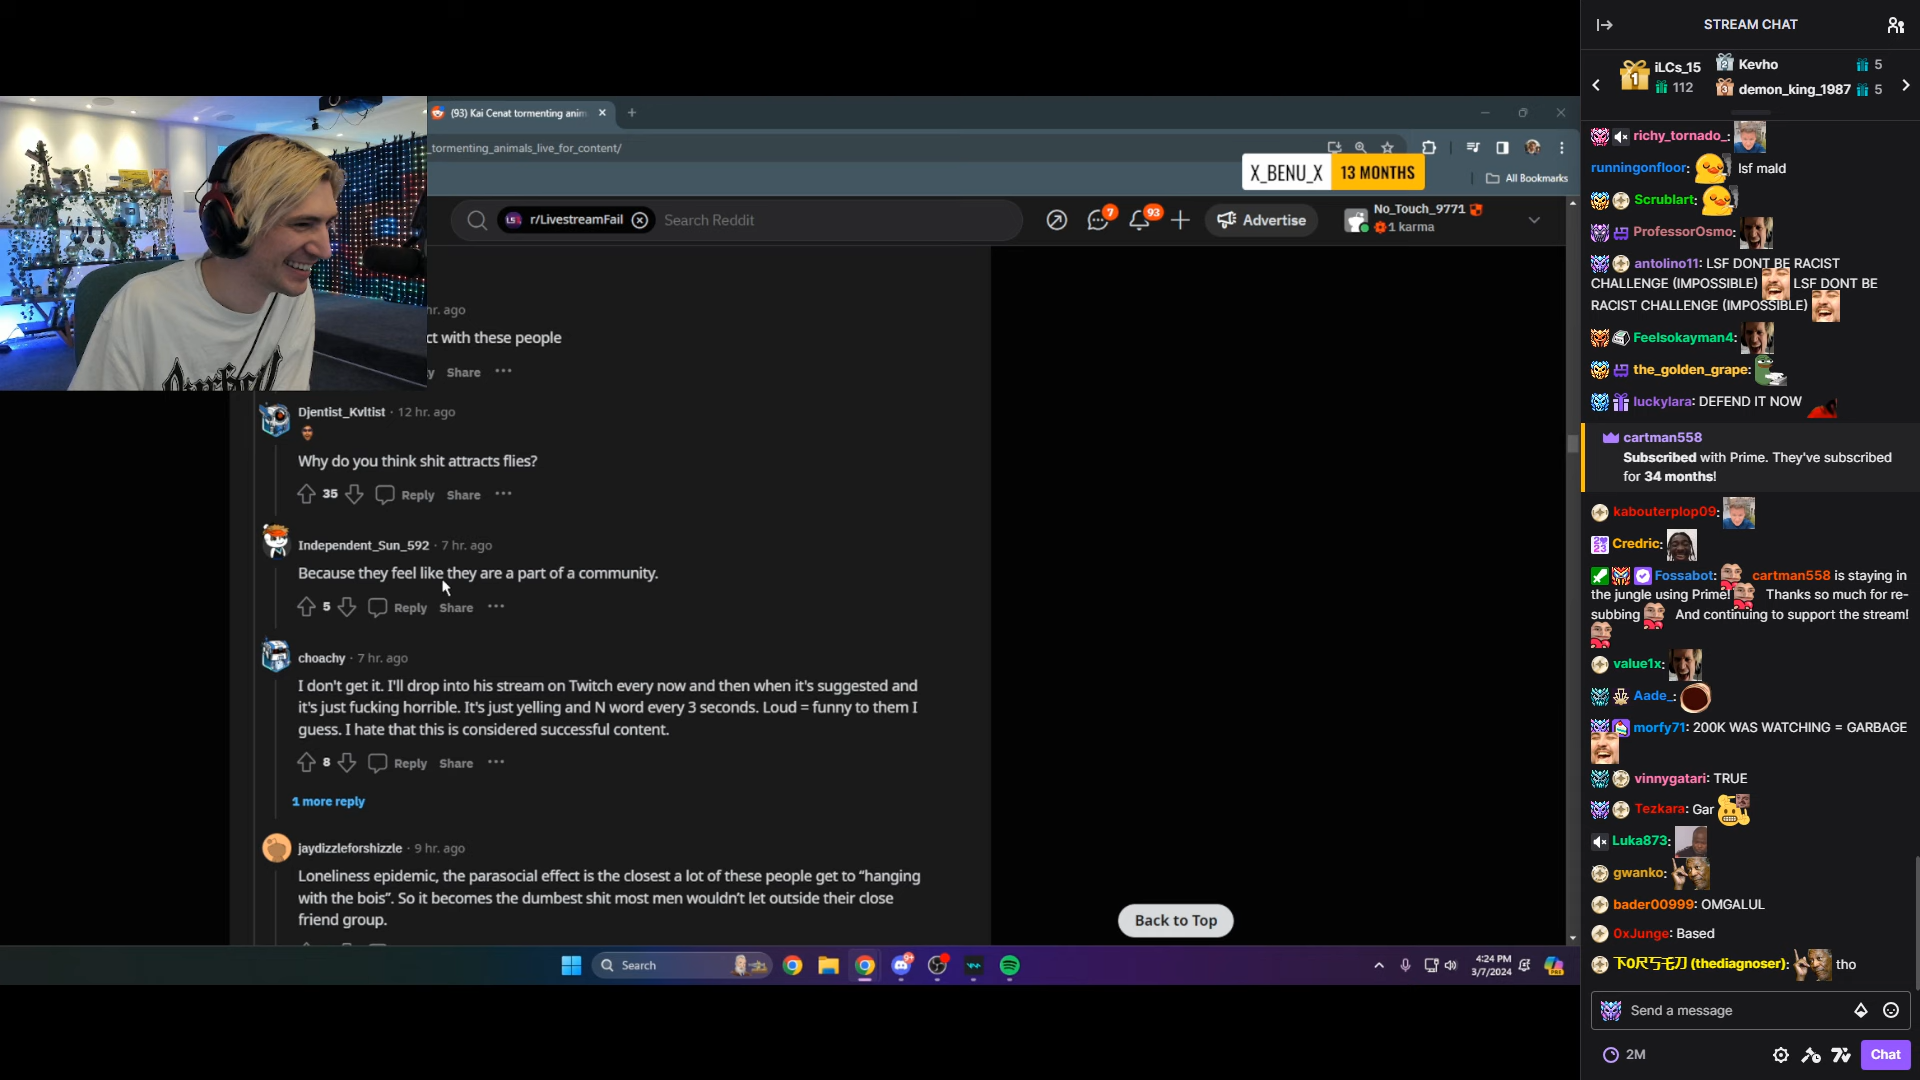 (93) Kai Cenat tormenting anim
_tormenting_animals_live_for_content/
X_BENU_X 13 MONTHS
All Bookmarks
r/LivestreamFail
Search Reddit
7
93
Advertise
No_Touch_9771
1 karma
hr. ago
ct with these people
Share
Djentist_Kvltist · 12 hr. ago
Why do you think shit attracts flies?
35 Reply Share
Independent_Sun_592 · 7 hr. ago
Because they feel like they are a part of a community.
5 Reply Share
choachy · 7 hr. ago
I don't get it. I'll drop into his stream on Twitch every now and then when it's suggested and
it's just fucking horrible. It's just yelling and N word every 3 seconds. Loud = funny to them I
guess. I hate that this is considered successful content.
8 Reply Share
1 more reply
jaydizzleforshizzle · 9 hr. ago
Loneliness epidemic, the parasocial effect is the closest a lot of these people get to “hanging
with the bois”. So it becomes the dumbest shit most men wouldn’t let outside their close
friend group.
Back to Top
Search
4:24 PM
3/7/2024
STREAM CHAT
1 iLCs_15
112
2 Kevho 5
3 demon_king_1987 5
richy_tornado_:
runningonfloor: lsf mald
Scrublart:
ProfessorOsmo:
antolino11: LSF DONT BE RACIST
CHALLENGE (IMPOSSIBLE) LSF DONT BE
RACIST CHALLENGE (IMPOSSIBLE)
Feelsokayman4:
the_golden_grape:
luckylara: DEFEND IT NOW
cartman558
Subscribed with Prime. They've subscribed
for 34 months!
kabouterplop09:
Credric:
Fossabot: cartman558 is staying in
the jungle using Prime! Thanks so much for re-
subbing And continuing to support the stream!
value1x:
Aade_:
morfy71: 200K WAS WATCHING = GARBAGE
vinnygatari: TRUE
Tezkara: Gar
Luka873:
gwanko:
bader00999: OMGALUL
0xJunge: Based
(thediagnoser): tho
Send a message
2M
Chat